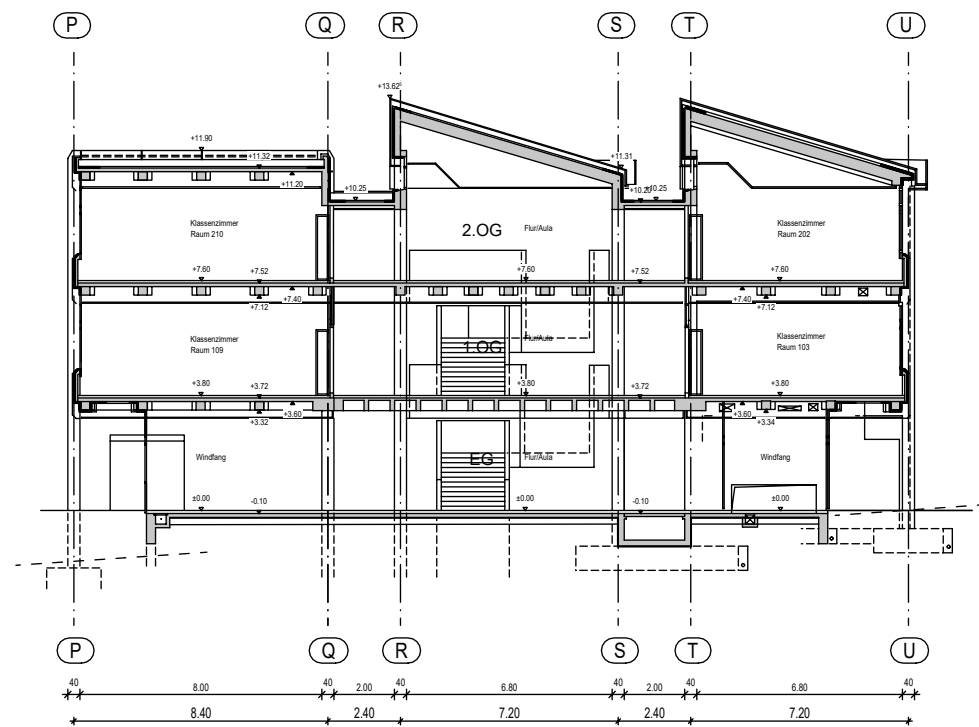 P Q R S T U
+13.62⁵
+11.90
+11.32
+11.31
+11.20
+10.25
+10.20
+10.25
Klassenzimmer
Raum 210
2.OG
Flur/Aula
Klassenzimmer
Raum 202
+7.60 +7.52 +7.60 +7.52 +7.60
+7.40 +7.40
+7.12 +7.12
Klassenzimmer
Raum 109
1.OG
Flur/Aula
Klassenzimmer
Raum 103
+3.80 +3.72 +3.80 +3.72 +3.80
+3.60 +3.60
+3.32 +3.34
Windfang
EG
Flur/Aula
Windfang
±0.00 -0.10 ±0.00 -0.10 ±0.00
P Q R S T U
40 8.00 40 2.00 40 6.80 40 2.00 40 6.80 40
8.40 2.40 7.20 2.40 7.20